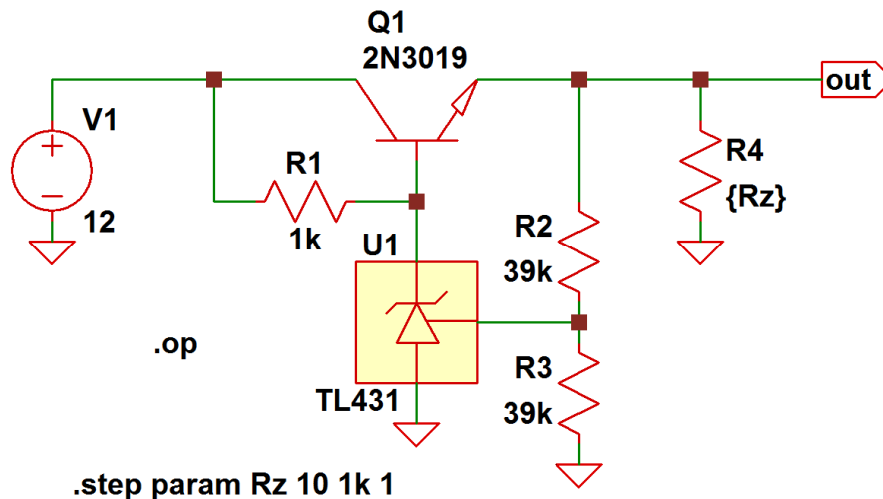 Q1
2N3019
out
V1
R1
R4
{Rz}
12
1k
U1
R2
39k
.op
R3
39k
TL431
.step param Rz 10 1k 1